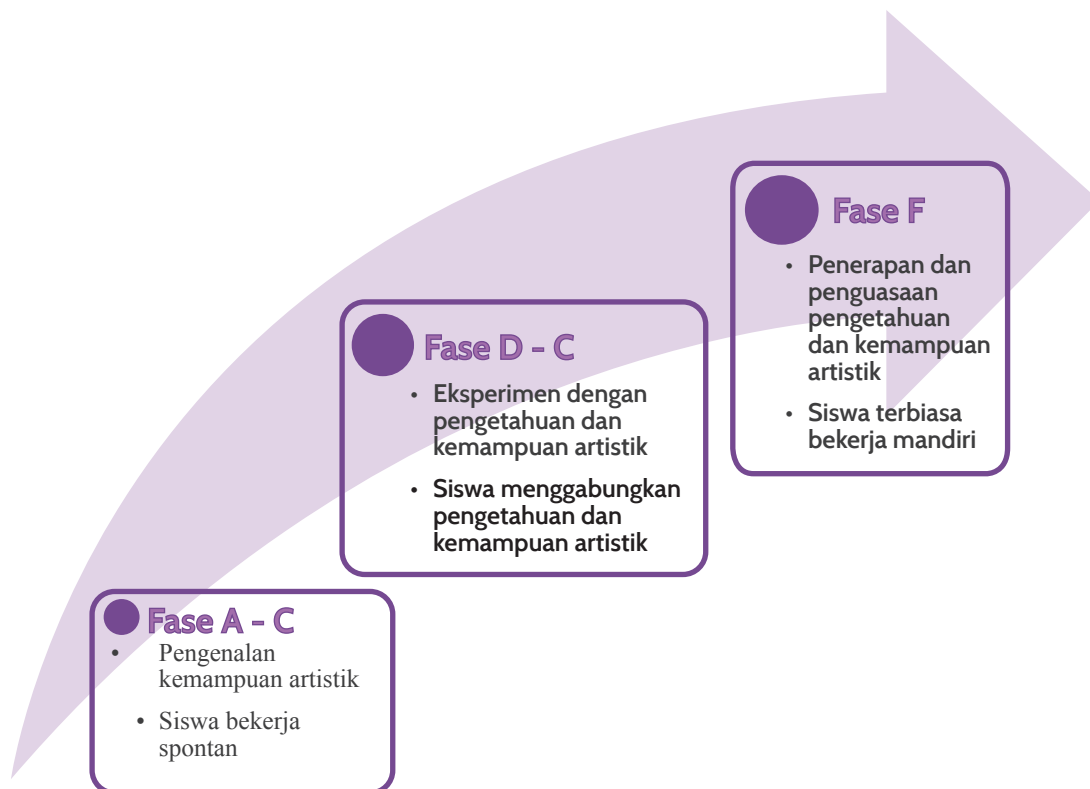 Fase A - C
• Pengenalan
kemampuan artistik
• Siswa bekerja
spontan
Fase D - C
• Eksperimen dengan
pengetahuan dan
kemampuan artistik
• Siswa menggabungkan
pengetahuan dan
kemampuan artistik
Fase F
• Penerapan dan
penguasaan
pengetahuan
dan kemampuan
artistik
• Siswa terbiasa
bekerja mandiri